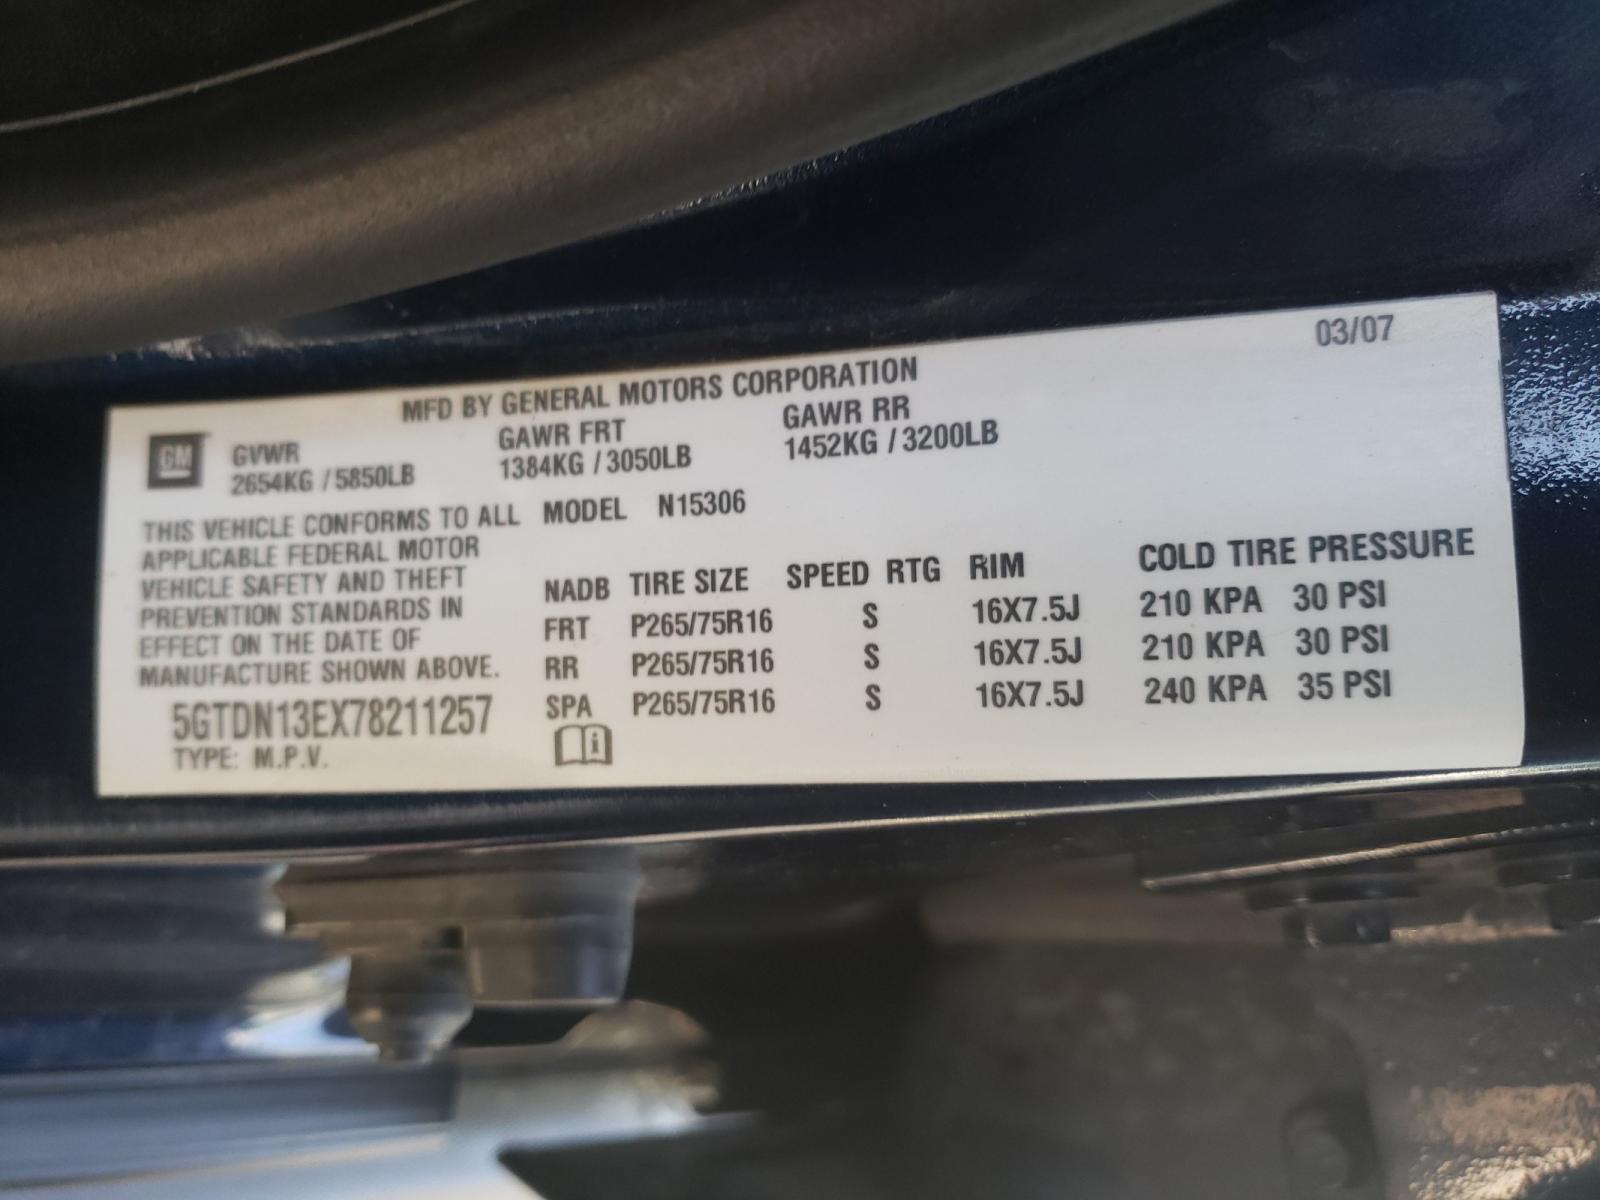 03/07
MFD BY GENERAL MOTORS CORPORATION
GM
GVWR GAWR FRT GAWR RR
2654KG / 5850LB 1384KG / 3050LB 1452KG / 3200LB
THIS VEHICLE CONFORMS TO ALL
APPLICABLE FEDERAL MOTOR
VEHICLE SAFETY AND THEFT
PREVENTION STANDARDS IN
EFFECT ON THE DATE OF
MANUFACTURE SHOWN ABOVE.
5GTDN13EX78211257
TYPE: M.P.V.
MODEL N15306
NADB TIRE SIZE SPEED RTG RIM COLD TIRE PRESSURE
FRT P265/75R16 S 16X7.5J 210 KPA 30 PSI
RR P265/75R16 S 16X7.5J 210 KPA 30 PSI
SPA P265/75R16 S 16X7.5J 240 KPA 35 PSI
i